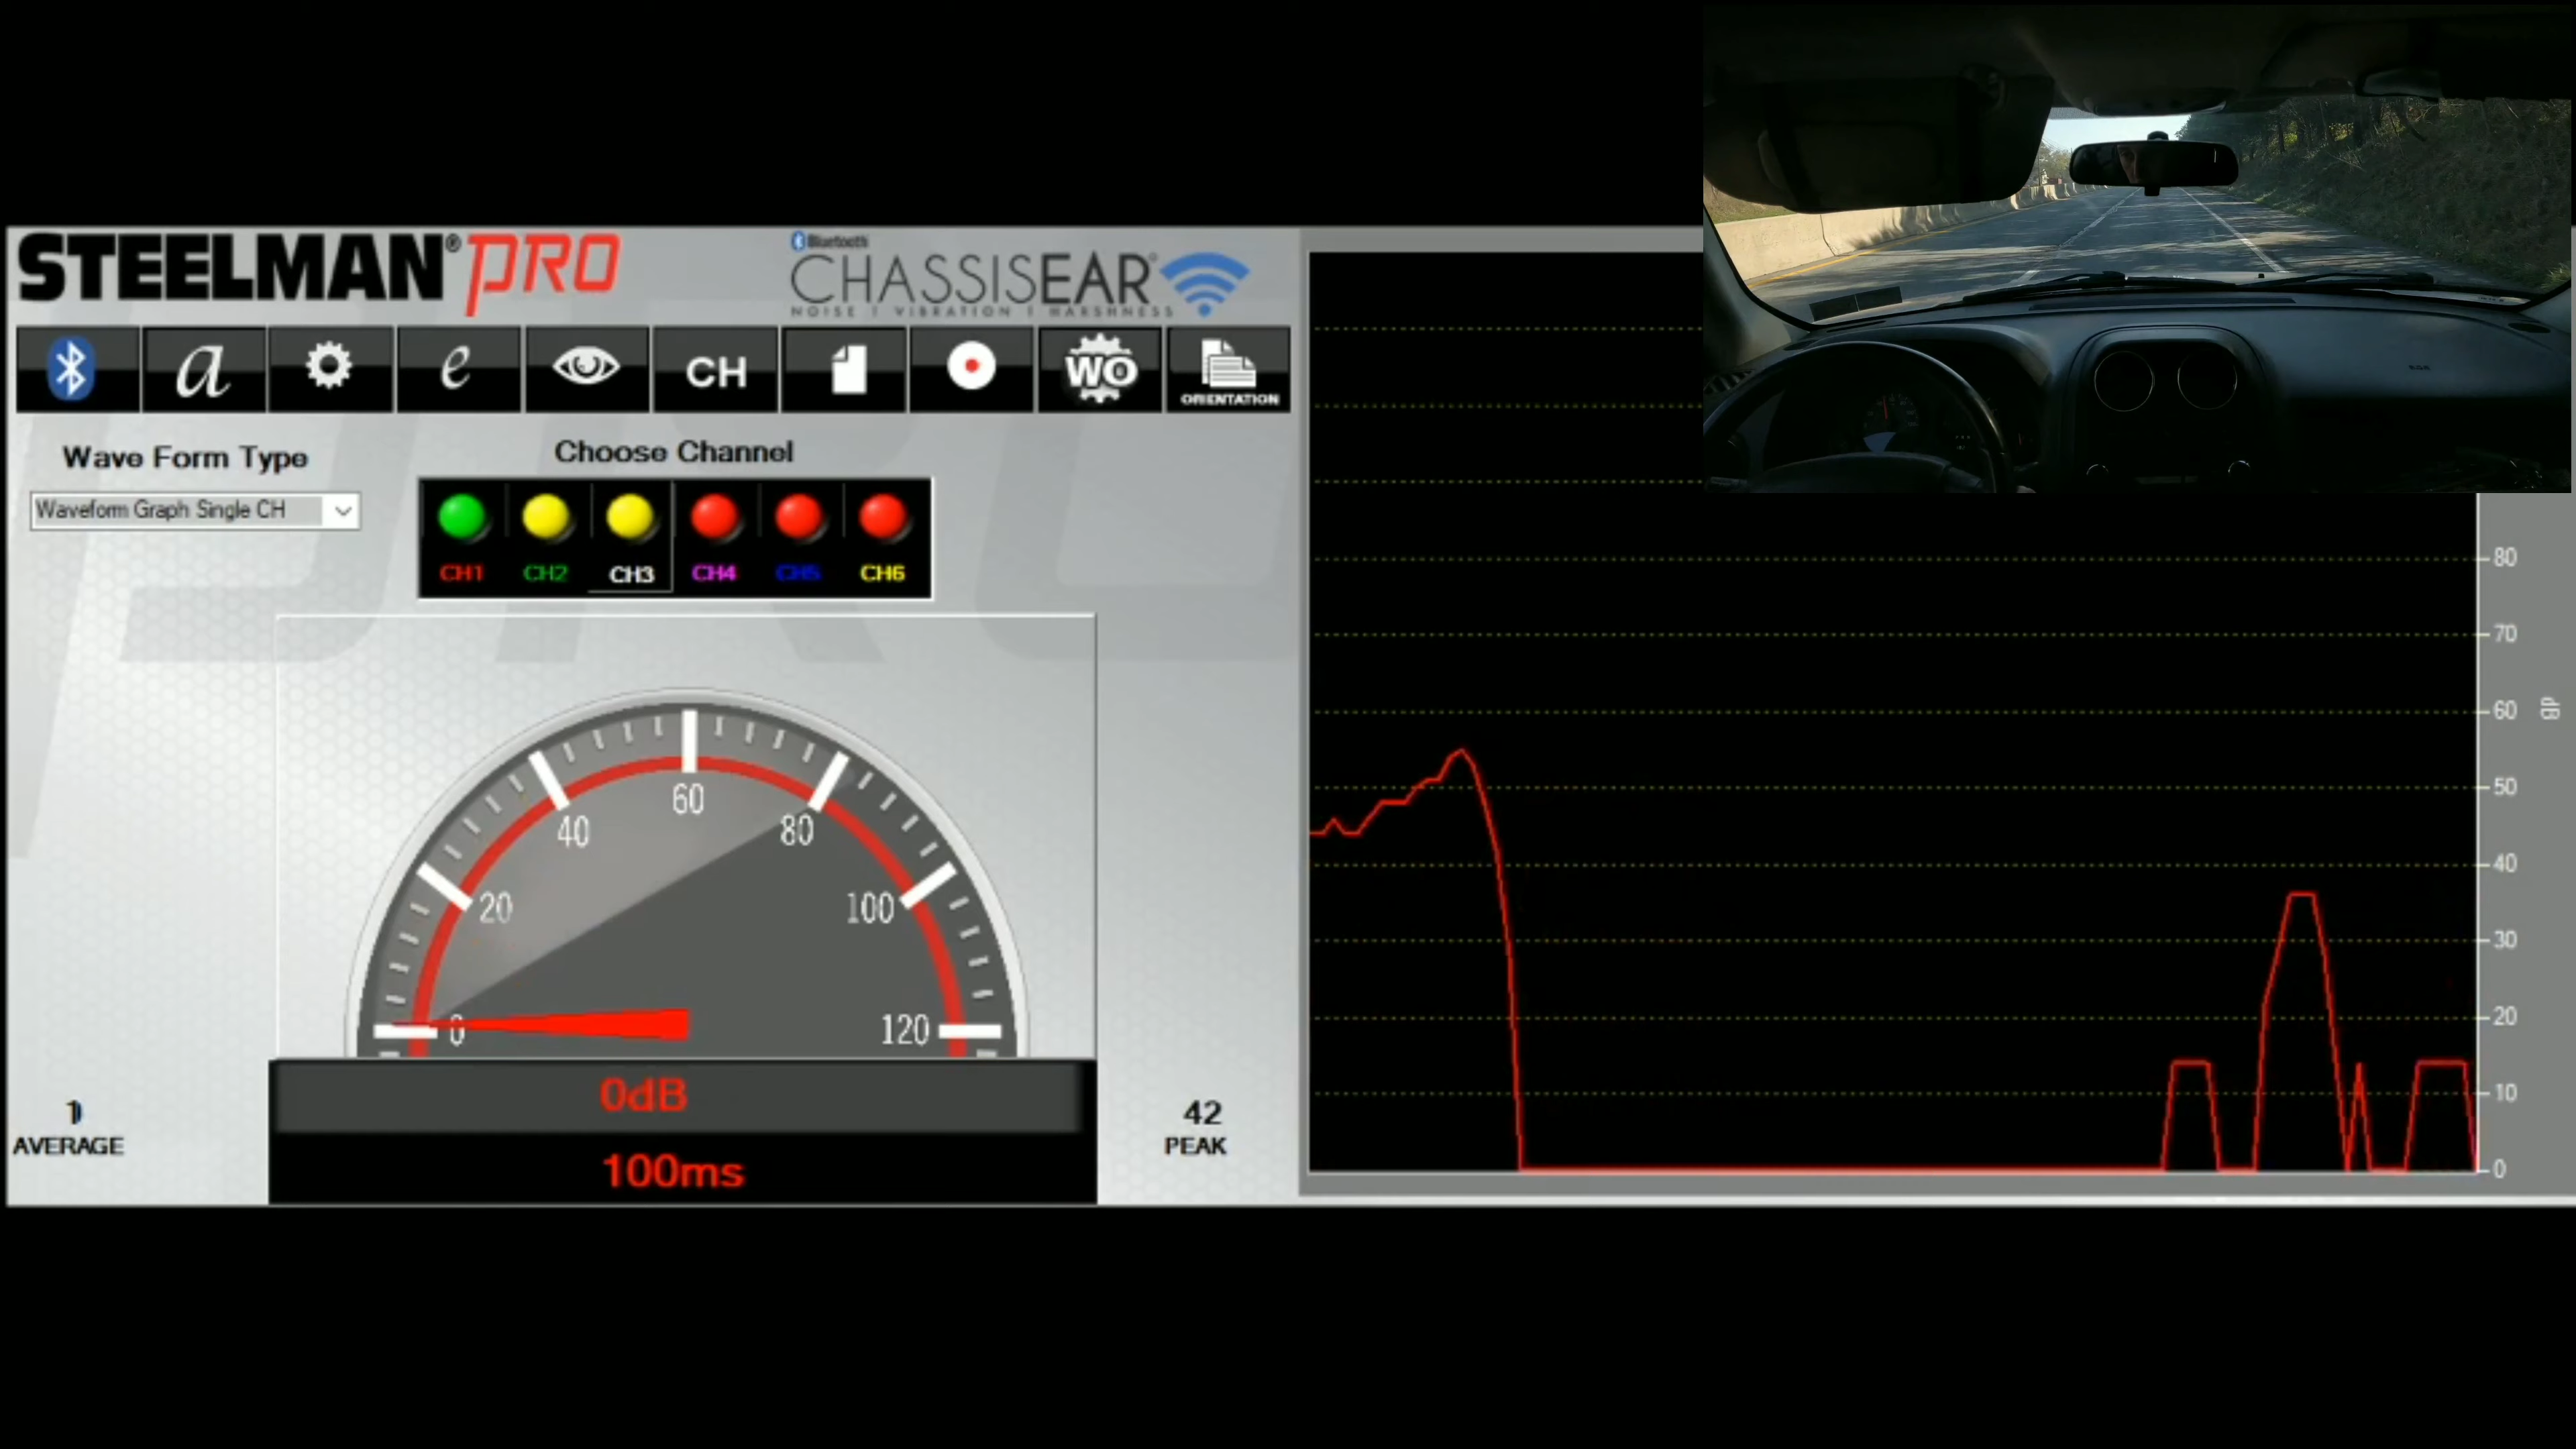 STEELMAN® PRO
Bluetooth
CHASSISEAR®
NOISE | VIBRATION | HARSHNESS
a
e
CH
WO
ORIENTATION
Wave Form Type
Choose Channel
Waveform Graph Single CH
CH1 CH2 CH3 CH4 CH5 CH6
0 20 40 60 80 100 120
0dB
100ms
AVERAGE
42
PEAK
80
70
60
50
40
30
20
10
0
dB